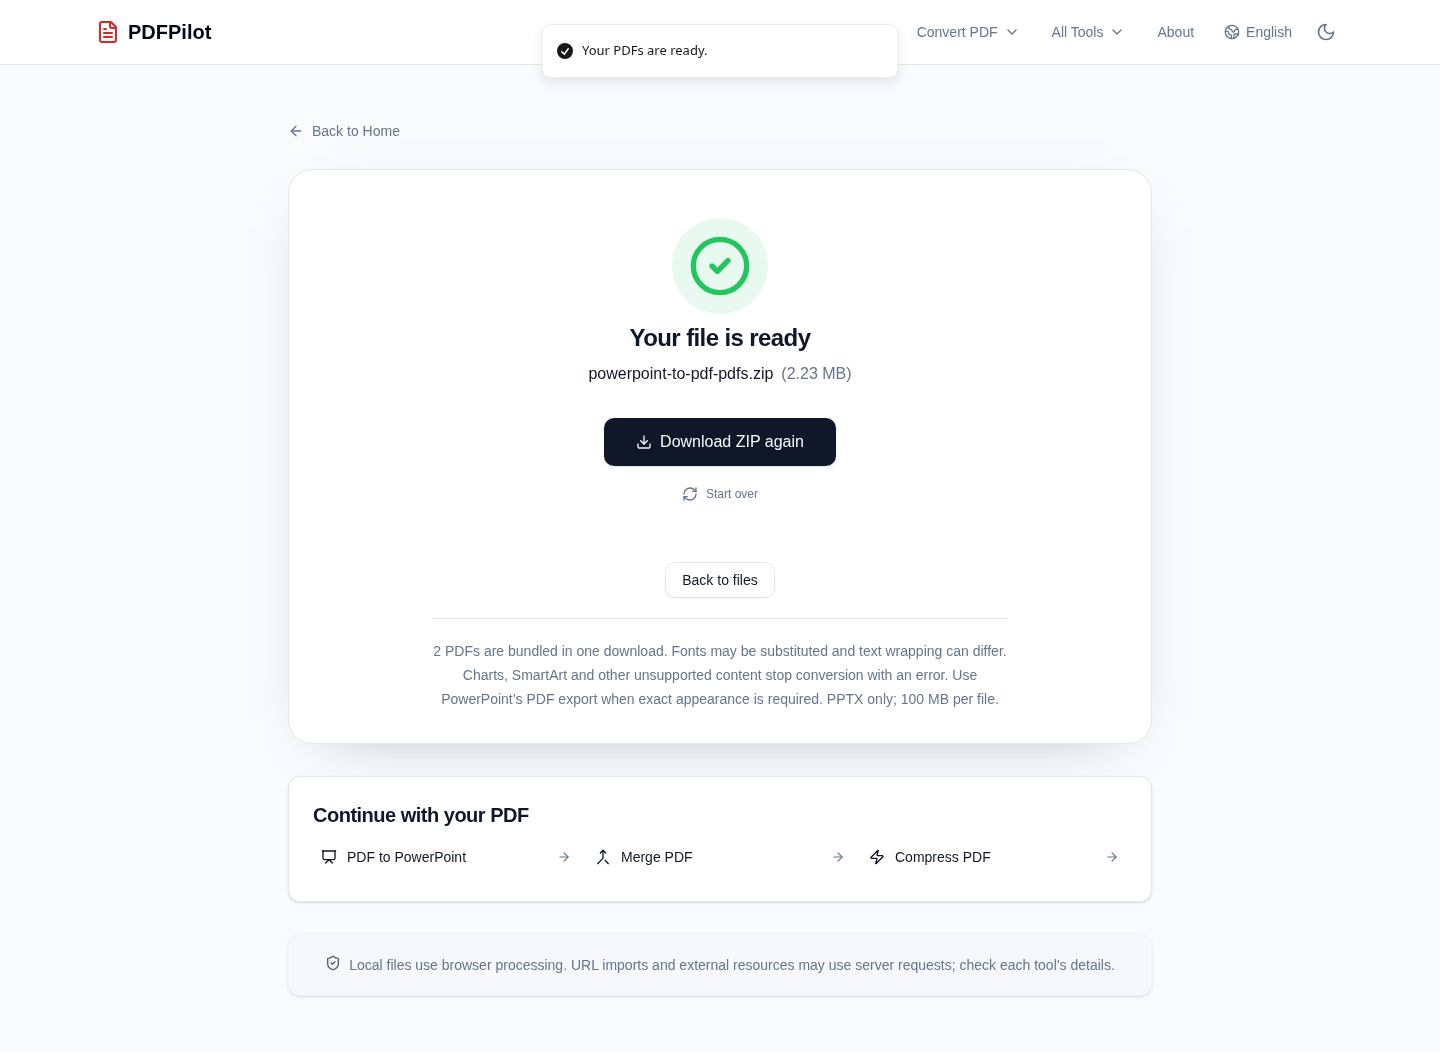 PDFPilot
Convert PDF
All Tools
About
English
Your PDFs are ready.
Back to Home
Your file is ready
powerpoint-to-pdf-pdfs.zip (2.23 MB)
Download ZIP again
Start over
Back to files
2 PDFs are bundled in one download. Fonts may be substituted and text wrapping can differ.
Charts, SmartArt and other unsupported content stop conversion with an error. Use
PowerPoint’s PDF export when exact appearance is required. PPTX only; 100 MB per file.
Continue with your PDF
PDF to PowerPoint
Merge PDF
Compress PDF
Local files use browser processing. URL imports and external resources may use server requests; check each tool’s details.